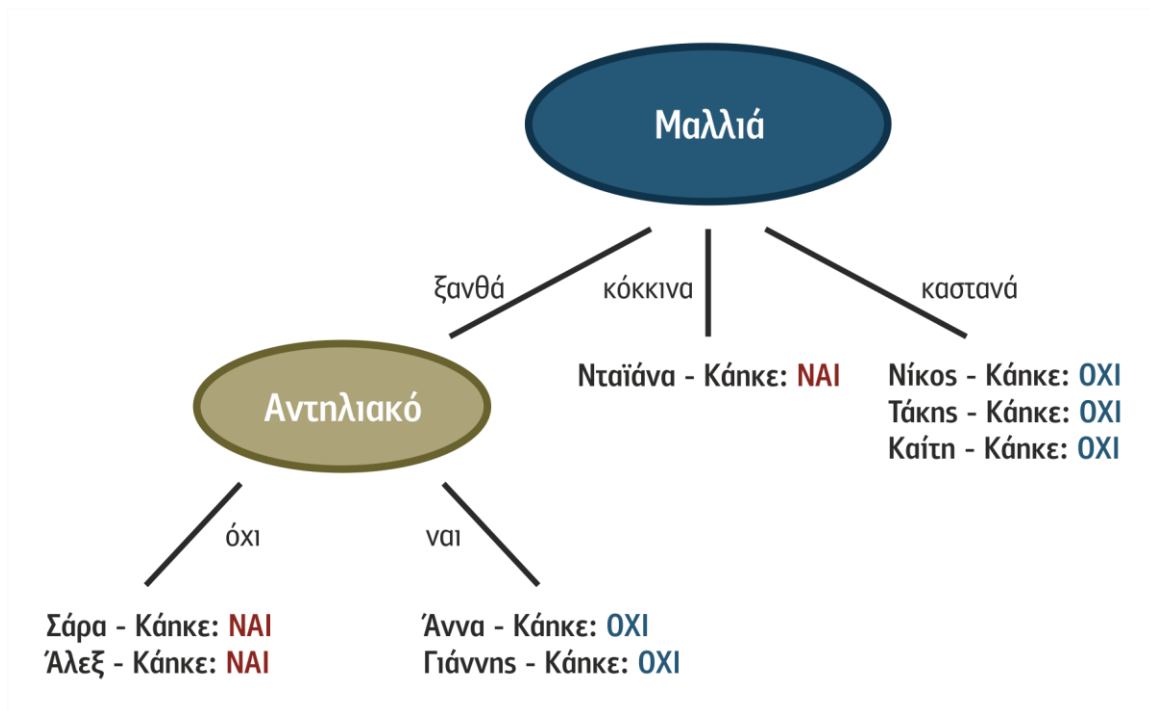 Μαλλιά
ξανθά
κόκκινα
καστανά
Αντηλιακό
Νταϊάνα - Κάηκε: ΝΑΙ
Νίκος - Κάηκε: ΟΧΙ
Τάκης - Κάηκε: ΟΧΙ
Καίτη - Κάηκε: ΟΧΙ
όχι
ναι
Σάρα - Κάηκε: ΝΑΙ
Άλεξ - Κάηκε: ΝΑΙ
Άννα - Κάηκε: ΟΧΙ
Γιάννης - Κάηκε: ΟΧΙ